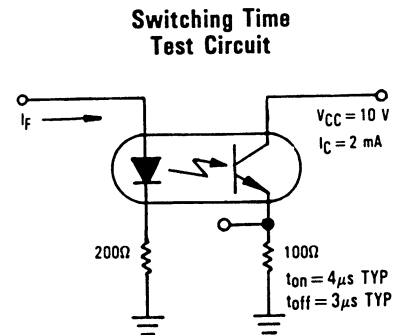 Switching Time
Test Circuit
IF
VCC = 10 V
IC = 2 mA
200Ω
100Ω
ton = 4μs TYP
toff = 3μs TYP